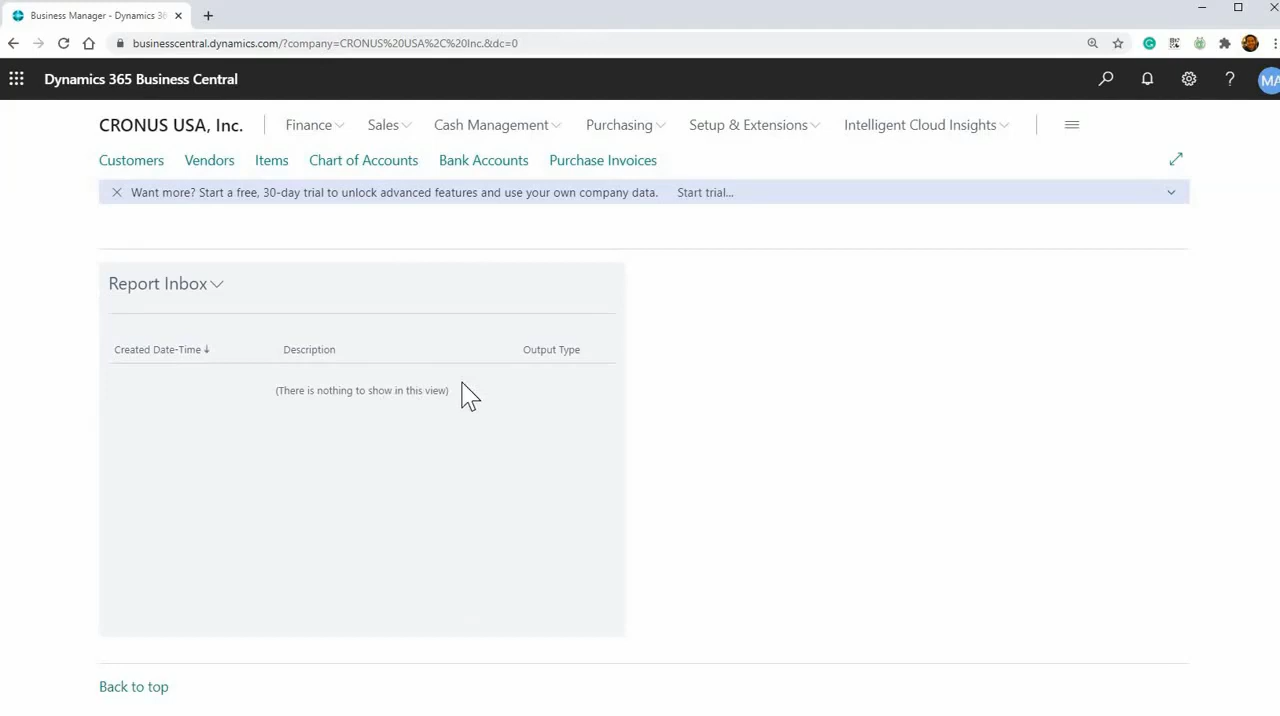 Business Manager - Dynamics 36
businesscentral.dynamics.com/?company=CRONUS%20USA%2C%20Inc.&dc=0
Dynamics 365 Business Central
?
MA
CRONUS USA, Inc.
Finance
Sales
Cash Management
Purchasing
Setup & Extensions
Intelligent Cloud Insights
Customers
Vendors
Items
Chart of Accounts
Bank Accounts
Purchase Invoices
Want more? Start a free, 30-day trial to unlock advanced features and use your own company data.
Start trial...
Report Inbox
Created Date-Time ↓
Description
Output Type
(There is nothing to show in this view)
Back to top